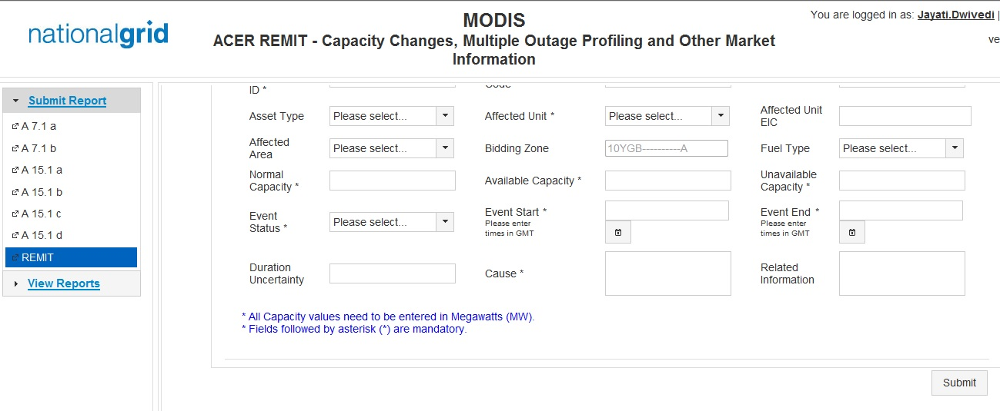 nationalgrid
MODIS
ACER REMIT - Capacity Changes, Multiple Outage Profiling and Other Market
Information
You are logged in as: Jayati.Dwivedi |
ve
Submit Report
A 7.1 a
A 7.1 b
A 15.1 a
A 15.1 b
A 15.1 c
A 15.1 d
REMIT
View Reports
ID *
Code
Asset Type
Please select...
Affected Unit *
Please select...
Affected Unit
EIC
Affected
Area
Please select...
Bidding Zone
10YGB----------A
Fuel Type
Please select...
Normal
Capacity *
Available Capacity *
Unavailable
Capacity *
Event
Status *
Please select...
Event Start *
Please enter
times in GMT
Event End *
Please enter
times in GMT
Duration
Uncertainty
Cause *
Related
Information
* All Capacity values need to be entered in Megawatts (MW).
* Fields followed by asterisk (*) are mandatory.
Submit